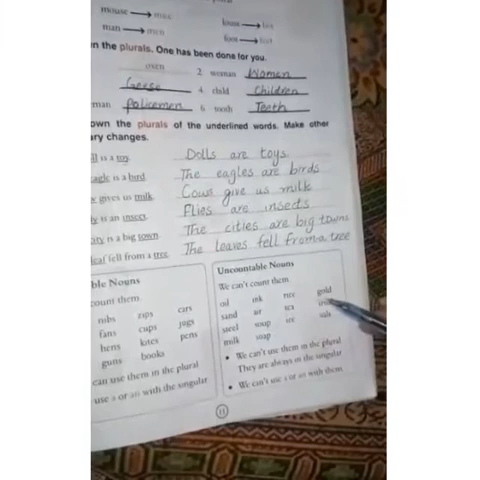 mouse → mice
louse → lice
man → men
foot → feet
n the plurals. One has been done for you.
oxen 2. woman Women
Geese 4. child Children
man Policemen 6. tooth Teeth
own the plurals of the underlined words. Make other
ary changes.
ll is a toy. Dolls are toys.
eagle is a bird. The eagles are birds
gives us milk. Cows give us milk
is an insect. Flies are insects
city is a big town. The cities are big towns
leaf fell from a tree. The leaves fell from a tree
ble Nouns
count them.
nibs zips cars
fans cups jugs
hens kites pens
guns books
can use them in the plural
use a or an with the singular
Uncountable Nouns
We can't count them
oil ink rice gold
sand air tea
steel soup ice salt
milk soap
• We can't use them in the plural
They are always in the singular
• We can't use a or an with them